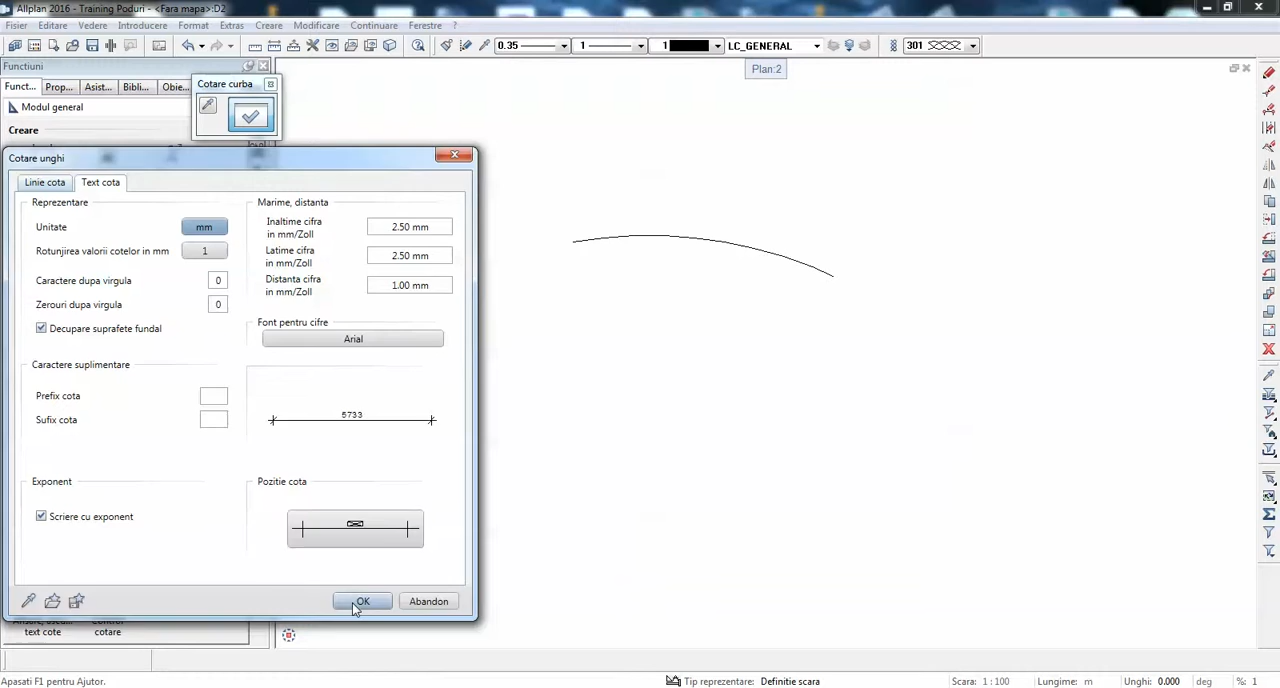 Allplan 2016 - Training Poduri - <Fara mapa>:D2
Fisier Editare Vedere Introducere Format Extras Creare Modificare Continuare Ferestre ?
0.35 1 1 LC_GENERAL 301
Functiuni
Plan:2
Funct... Prop... Asist... Bibli... Obie...
Cotare curba
Modul general
Creare
Cotare unghi
Linie cota Text cota
Reprezentare
Marime, distanta
Unitate mm
Inaltime cifra
in mm/Zoll 2.50 mm
Rotunjirea valorii cotelor in mm 1
Latime cifra
in mm/Zoll 2.50 mm
Caractere dupa virgula 0
Distanta cifra
in mm/Zoll 1.00 mm
Zerouri dupa virgula 0
Decupare suprafete fundal
Font pentru cifre
Arial
Caractere suplimentare
Prefix cota
Sufix cota
5733
Exponent
Pozitie cota
Scriere cu exponent
OK Abandon
text cote cotare
Apasati F1 pentru Ajutor.
Tip reprezentare: Definitie scara Scara: 1:100 Lungime: m Unghi: 0.000 deg %: 1